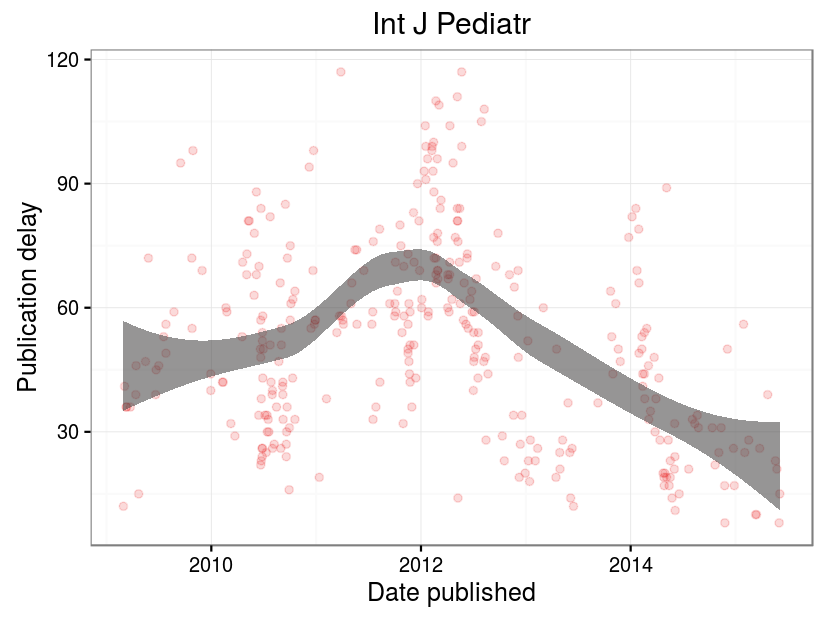 Int J Pediatr
120
90
60
30
Publication delay
2010 2012 2014
Date published